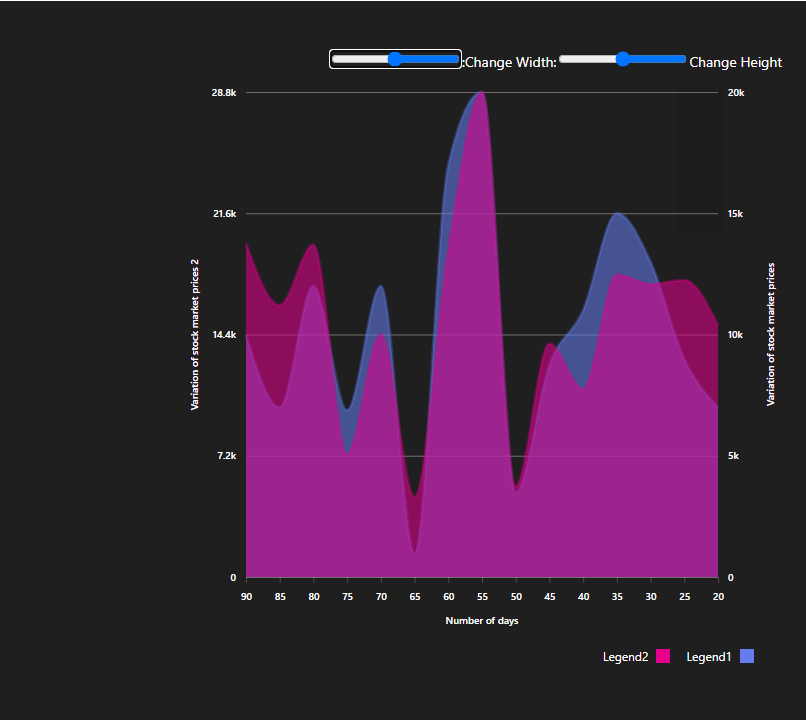 :Change Width: Change Height
28.8k
21.6k
14.4k
7.2k
0
Variation of stock market prices 2
20k
15k
10k
5k
0
Variation of stock market prices
90 85 80 75 70 65 60 55 50 45 40 35 30 25 20
Number of days
Legend2 Legend1